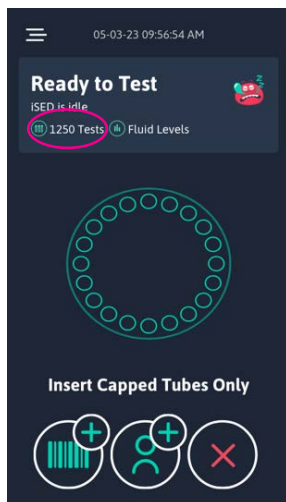 05-03-23 09:56:54 AM
z
z
Ready to Test
iSED is idle
1250 Tests Fluid Levels
Insert Capped Tubes Only